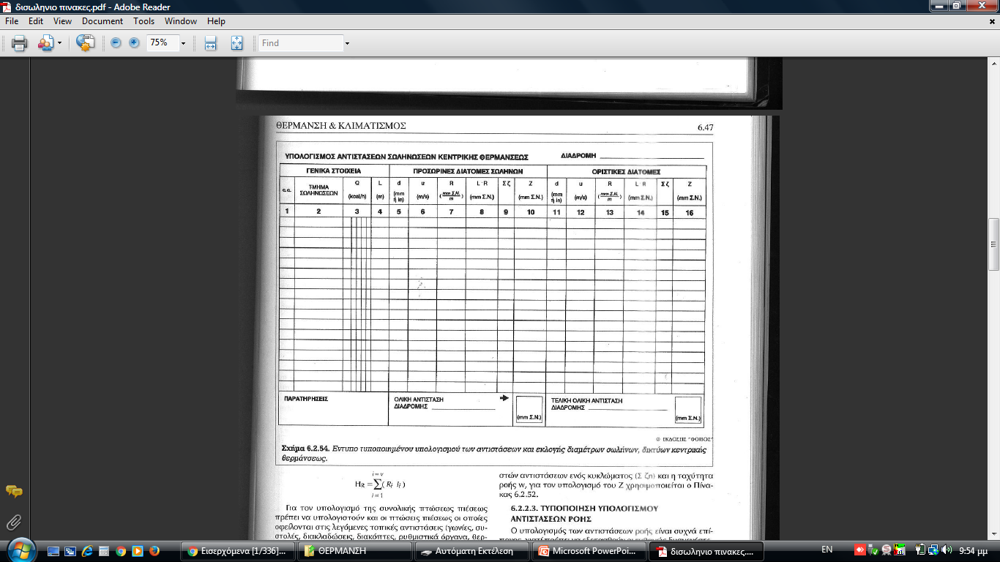 δισωληνιο πινακες.pdf - Adobe Reader
File Edit View Document Tools Window Help
75% Find
ΘΕΡΜΑΝΣΗ & ΚΛΙΜΑΤΙΣΜΟΣ 6.47
ΥΠΟΛΟΓΙΣΜΟΣ ΑΝΤΙΣΤΑΣΕΩΝ ΣΩΛΗΝΩΣΕΩΝ ΚΕΝΤΡΙΚΗΣ ΘΕΡΜΑΝΣΕΩΣ ΔΙΑΔΡΟΜΗ
ΓΕΝΙΚΑ ΣΤΟΙΧΕΙΑ ΠΡΟΣΩΡΙΝΕΣ ΔΙΑΤΟΜΕΣ ΣΩΛΗΝΩΝ ΟΡΙΣΤΙΚΕΣ ΔΙΑΤΟΜΕΣ
α.α. ΤΜΗΜΑ ΣΩΛΗΝΩΣΕΩΝ Q (kcal/h) L (m) d (mm ή in) u (m/s) R (mm Σ.Ν./m) L·R (mm Σ.Ν.) Σζ Z (mm Σ.Ν.) d (mm ή in) u (m/s) R (mm Σ.Ν./m) L·R (mm Σ.Ν.) Σζ Z (mm Σ.Ν.)
1 2 3 4 5 6 7 8 9 10 11 12 13 14 15 16
ΠΑΡΑΤΗΡΗΣΕΙΣ ΟΛΙΚΗ ΑΝΤΙΣΤΑΣΗ ΤΕΛΙΚΗ ΟΛΙΚΗ ΑΝΤΙΣΤΑΣΗ
ΔΙΑΔΡΟΜΗΣ (mm Σ.Ν.) ΔΙΑΔΡΟΜΗΣ (mm Σ.Ν.)
© ΕΚΔΟΣΕΙΣ "ΦΟΙΒΟΣ"
Σχήμα 6.2.54. Εντυπο τυποποιημένου υπολογισμού των αντιστάσεων και εκλογής διαμέτρων σωλήνων, δικτύων κεντρικής
θερμάνσεως.
i = ν
H_R = Σ( R_i l_i )
i = 1
Για τον υπολογισμό της συνολικής πτώσεως πιέσεως
πρέπει να υπολογιστούν και οι πτώσεις πιέσεως οι οποίες
οφείλονται στις λεγόμενες τοπικές αντιστάσεις (γωνίες, συ-
στολές, διακλαδώσεις, διακόπτες, ρυθμιστικά όργανα, θερ-
στών αντιστάσεων ενός κυκλώματος (Σ ζn) και η ταχύτητα
ροής w, για τον υπολογισμό του Z χρησιμοποιείται ο Πίνα-
κας 6.2.52.
6.2.2.3. ΤΥΠΟΠΟΙΗΣΗ ΥΠΟΛΟΓΙΣΜΟΥ
ΑΝΤΙΣΤΑΣΕΩΝ ΡΟΗΣ
Ο υπολογισμός των αντιστάσεων ροής είναι συχνά επί-
Εισερχόμενα [1/336]... ΘΕΡΜΑΝΣΗ Αυτόματη Εκτέλεση Microsoft PowerPoi... δισωληνιο πινακες.... EN 9:54 μμ